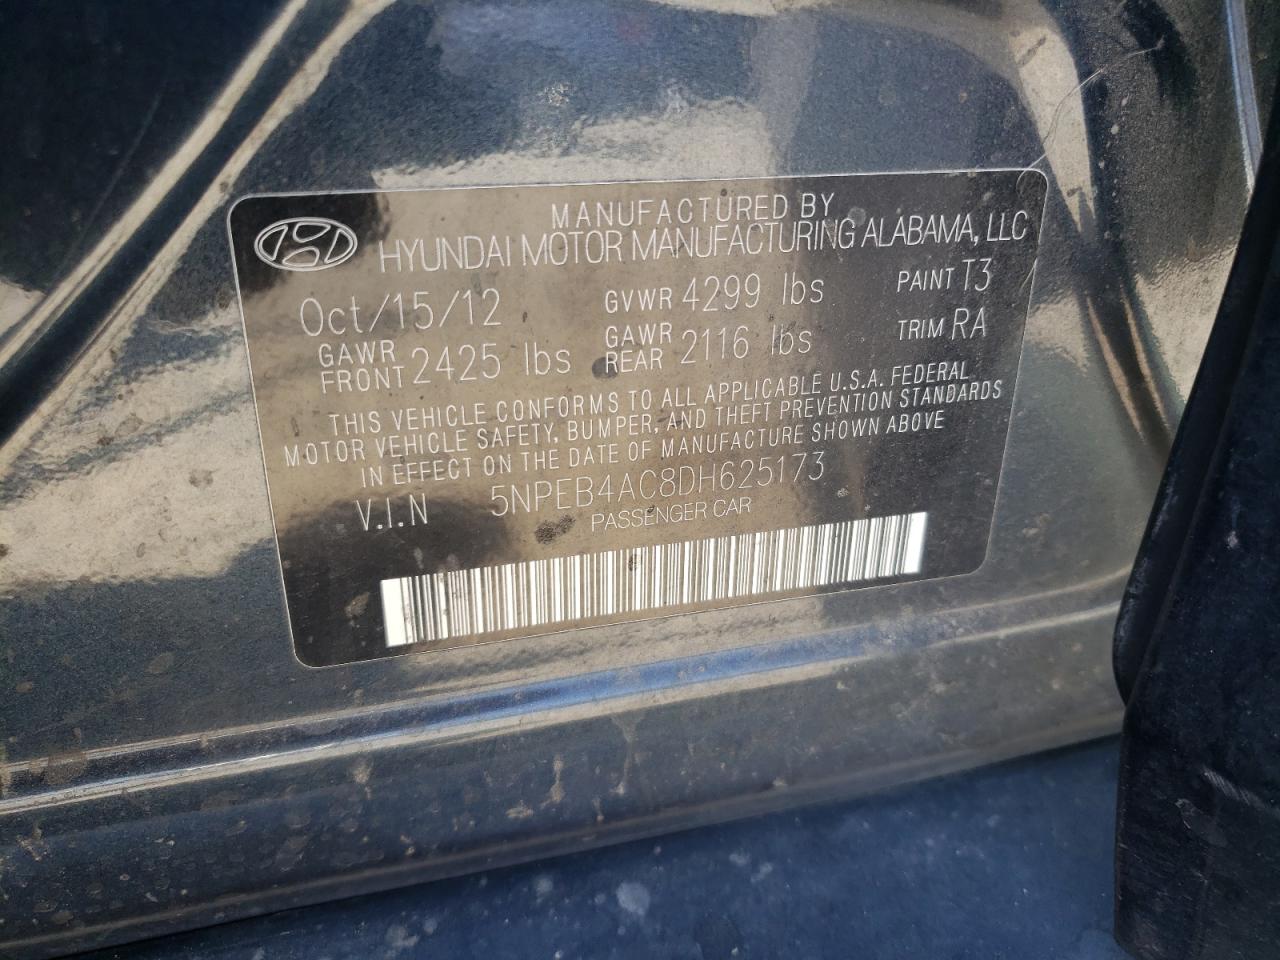 MANUFACTURED BY
HYUNDAI MOTOR MANUFACTURING ALABAMA, LLC
Oct/15/12 GVWR 4299 lbs PAINT T3
GAWR FRONT 2425 lbs GAWR REAR 2116 lbs TRIM RA
THIS VEHICLE CONFORMS TO ALL APPLICABLE U.S.A. FEDERAL
MOTOR VEHICLE SAFETY, BUMPER, AND THEFT PREVENTION STANDARDS
IN EFFECT ON THE DATE OF MANUFACTURE SHOWN ABOVE
V.I.N 5NPEB4AC8DH625173
PASSENGER CAR